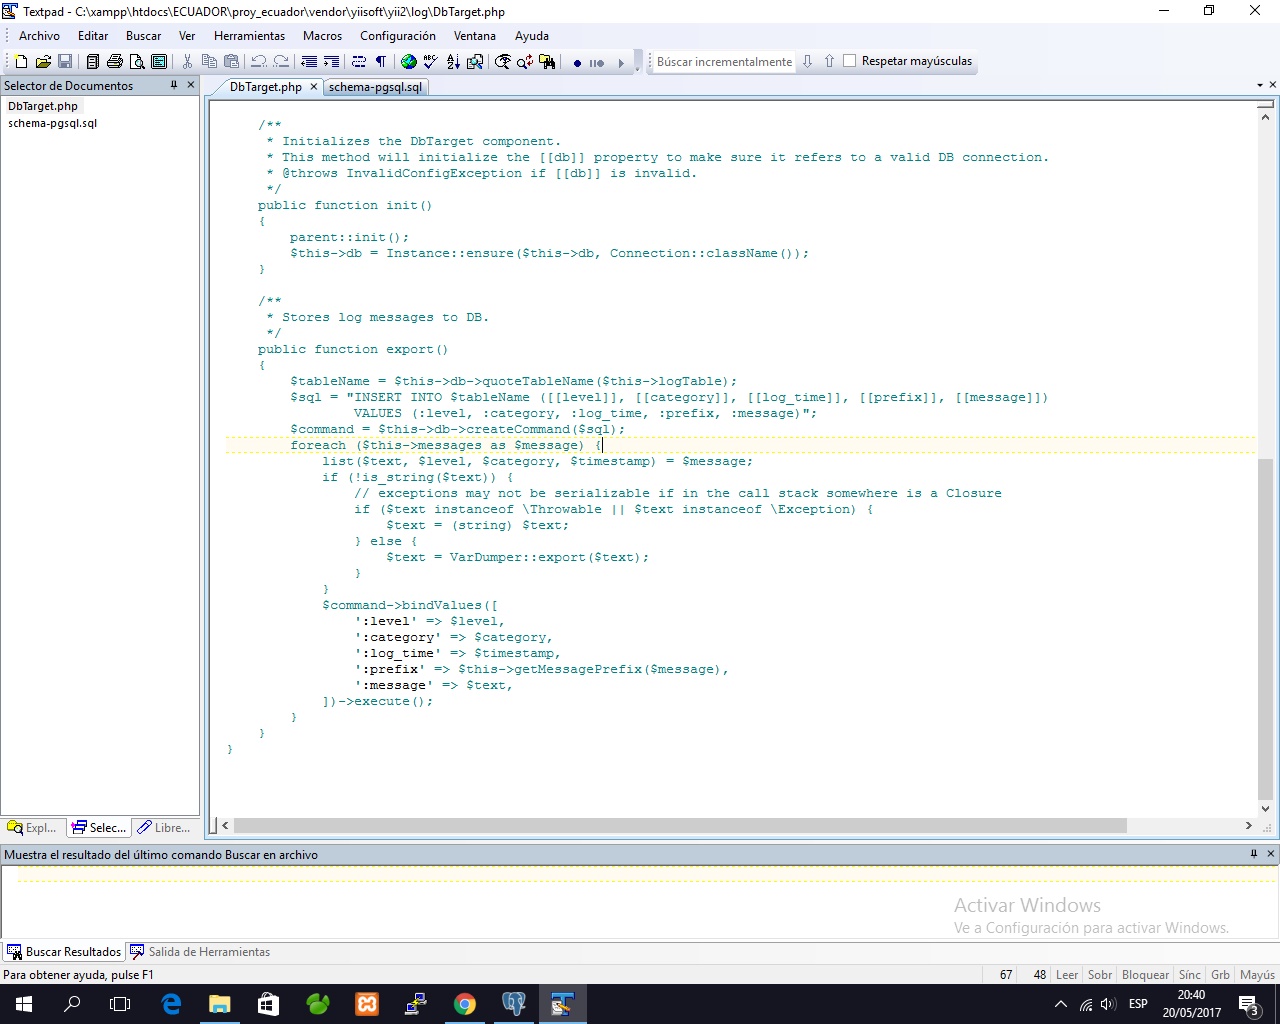 Textpad - C:\xampp\htdocs\ECUADOR\proy_ecuador\vendor\yiisoft\yii2\log\DbTarget.php
Archivo Editar Buscar Ver Herramientas Macros Configuración Ventana Ayuda
Búscar incrementalmente Respetar mayúsculas
Selector de Documentos
DbTarget.php
schema-pgsql.sql
DbTarget.php schema-pgsql.sql
/**
* Initializes the DbTarget component.
* This method will initialize the [[db]] property to make sure it refers to a valid DB connection.
* @throws InvalidConfigException if [[db]] is invalid.
*/
public function init()
{
parent::init();
$this->db = Instance::ensure($this->db, Connection::className());
}
/**
* Stores log messages to DB.
*/
public function export()
{
$tableName = $this->db->quoteTableName($this->logTable);
$sql = "INSERT INTO $tableName ([[level]], [[category]], [[log_time]], [[prefix]], [[message]])
VALUES (:level, :category, :log_time, :prefix, :message)";
$command = $this->db->createCommand($sql);
foreach ($this->messages as $message) {
list($text, $level, $category, $timestamp) = $message;
if (!is_string($text)) {
// exceptions may not be serializable if in the call stack somewhere is a Closure
if ($text instanceof \Throwable || $text instanceof \Exception) {
$text = (string) $text;
} else {
$text = VarDumper::export($text);
}
}
$command->bindValues([
':level' => $level,
':category' => $category,
':log_time' => $timestamp,
':prefix' => $this->getMessagePrefix($message),
':message' => $text,
])->execute();
}
}
}
Expl... Selec... Libre...
Muestra el resultado del último comando Buscar en archivo
Activar Windows
Ve a Configuración para activar Windows.
Buscar Resultados Salida de Herramientas
Para obtener ayuda, pulse F1 67 48 Leer Sobr Bloquear Sínc Grb Mayús
ESP
20:40
20/05/2017
3